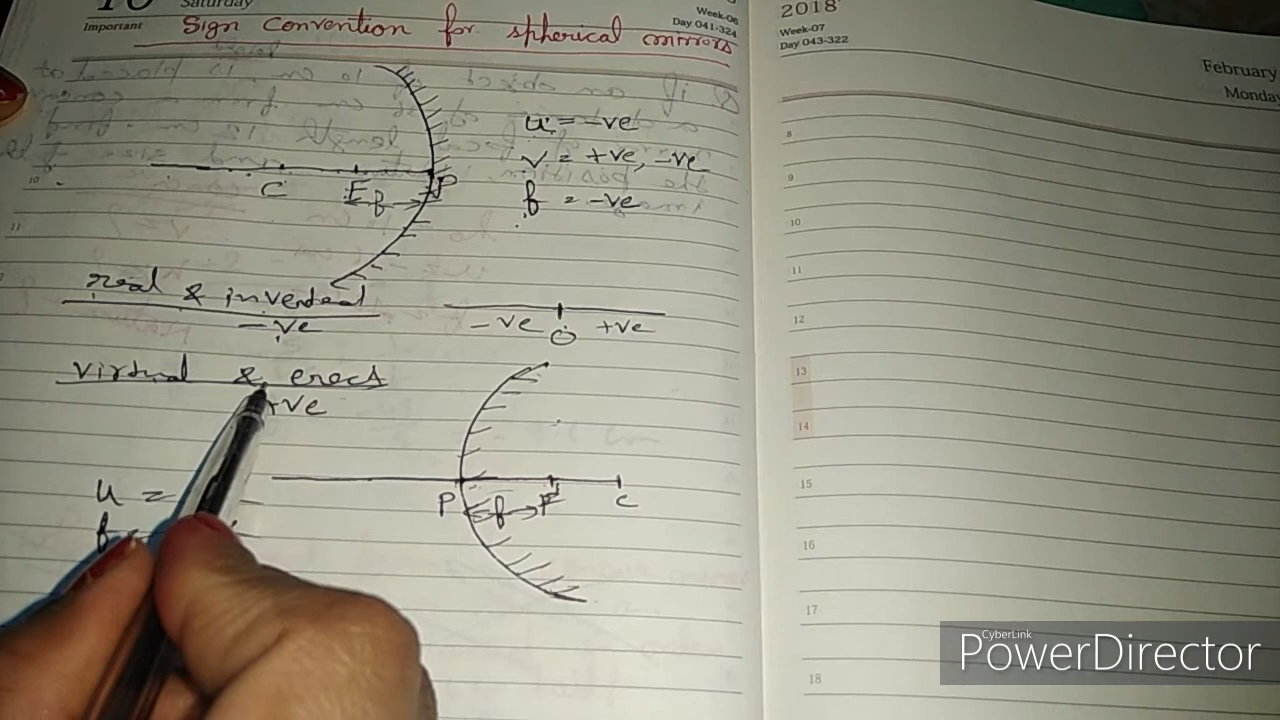 Saturday
Important
Week-06
Day 041-324
Sign Convention for spherical mirrors
u = -ve
v = +ve, -ve
f = -ve
C F P
f
real & inverted
-ve
-ve O +ve
virtual & erect
+ve
P F C
f
u =
f =
10
11
2018
Week-07
Day 043-322
February
Monday
8
9
10
11
12
13
14
15
16
17
18
CyberLink
PowerDirector